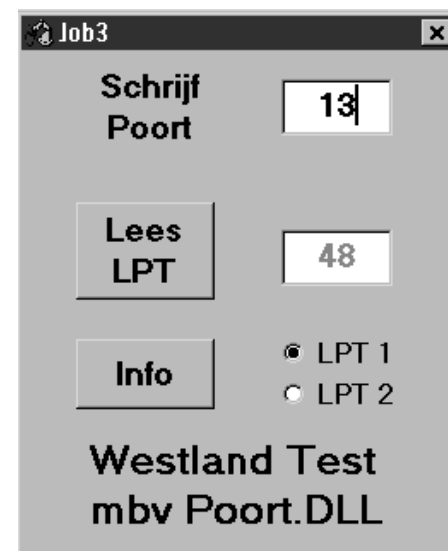 Job3
Schrijf
Poort
13
Lees
LPT
48
Info
LPT 1
LPT 2
Westland Test
mbv Poort.DLL